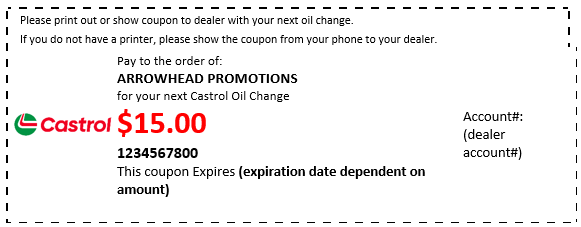 Please print out or show coupon to dealer with your next oil change.
If you do not have a printer, please show the coupon from your phone to your dealer.
Pay to the order of:
ARROWHEAD PROMOTIONS
for your next Castrol Oil Change
Castrol
$15.00
Account#:
(dealer
account#)
1234567800
This coupon Expires (expiration date dependent on
amount)